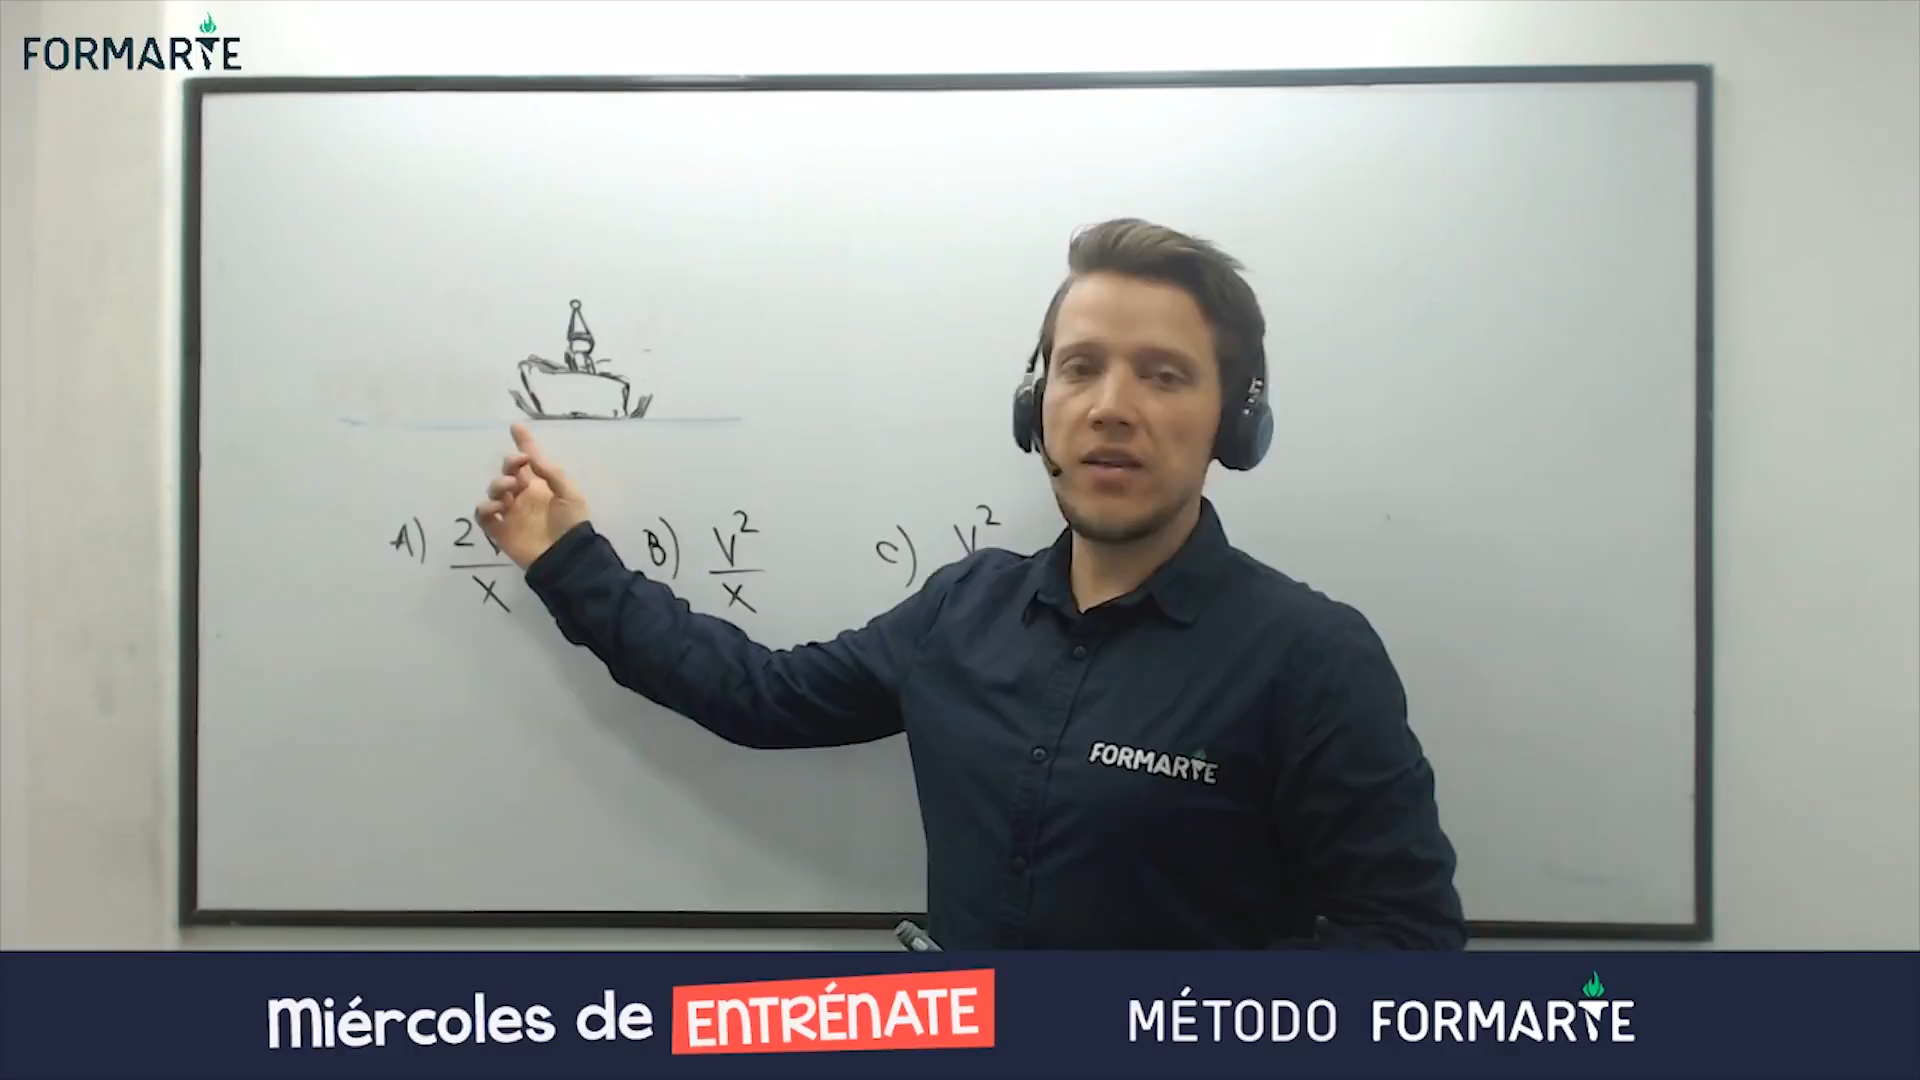 FORMARTE
A) 2
x
B) V²
x
C) V²
FORMARTE
Miércoles de ENTRÉNATE
MÉTODO FORMARTE